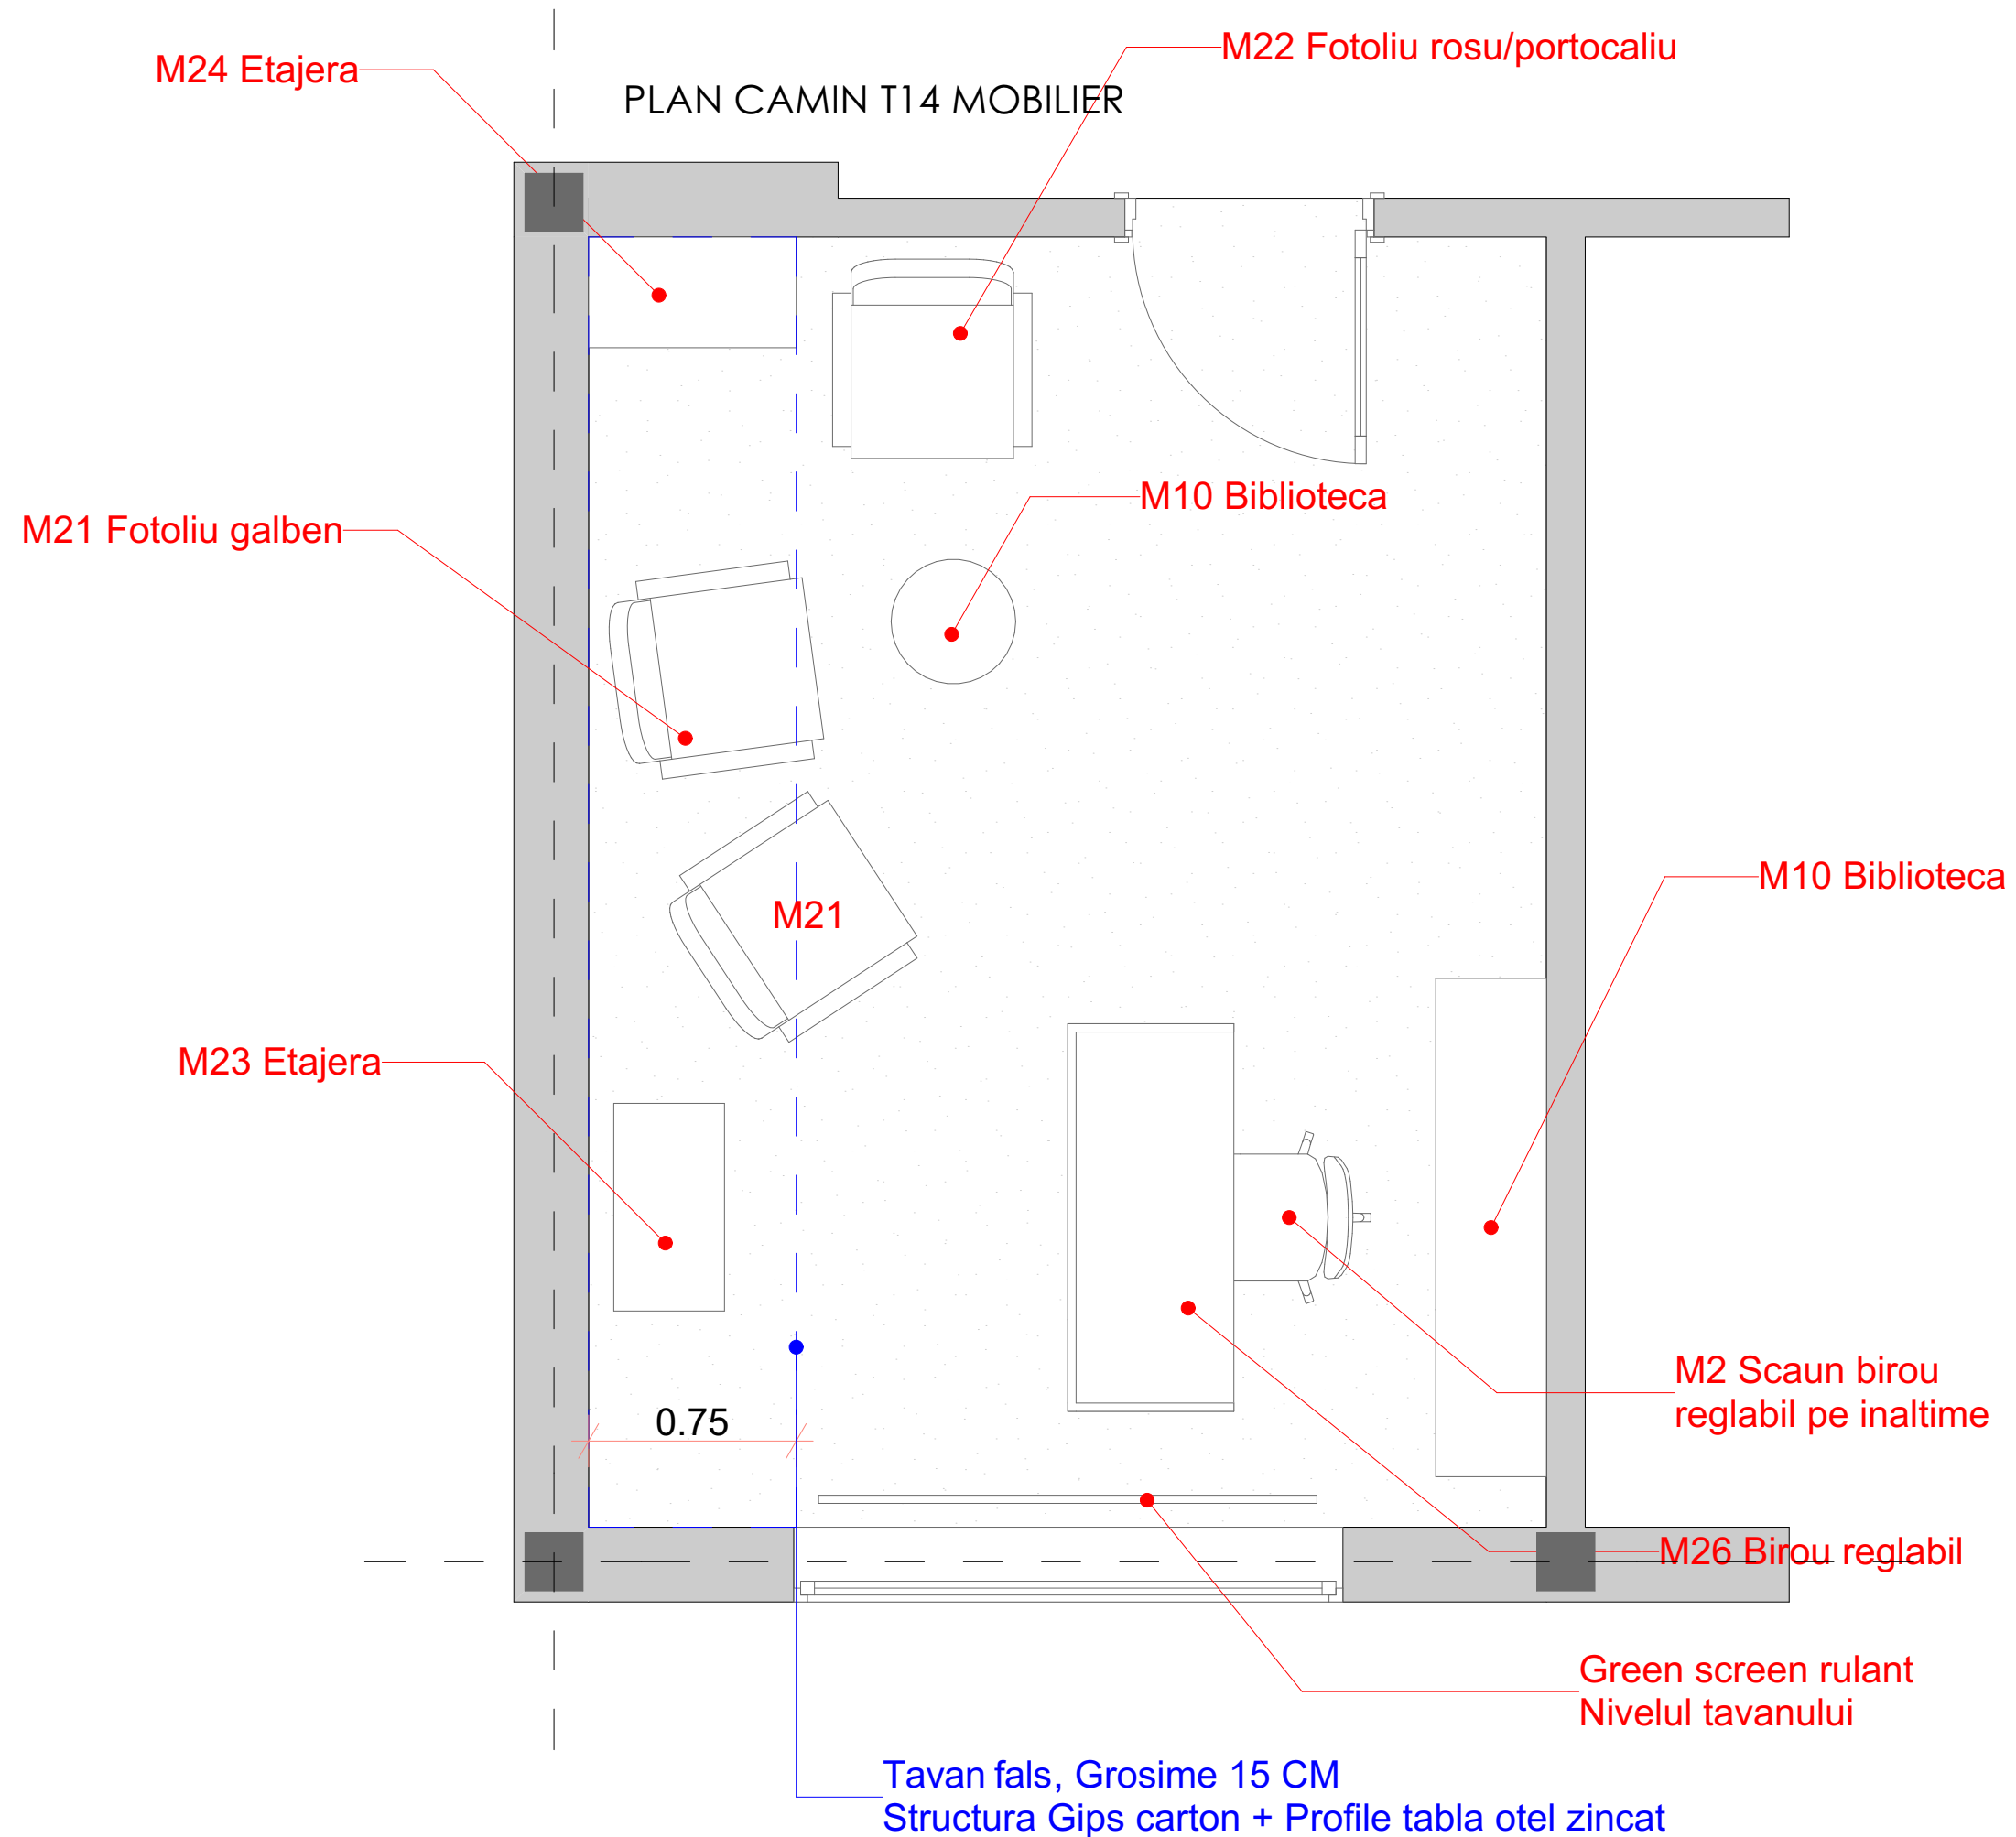 M22 Fotoliu rosu/portocaliu
M24 Etajera
PLAN CAMIN T14 MOBILIER
M10 Biblioteca
M21 Fotoliu galben
M10 Biblioteca
M21
M23 Etajera
M2 Scaun birou
reglabil pe inaltime
0.75
M26 Birou reglabil
Green screen rulant
Nivelul tavanului
Tavan fals, Grosime 15 CM
Structura Gips carton + Profile tabla otel zincat